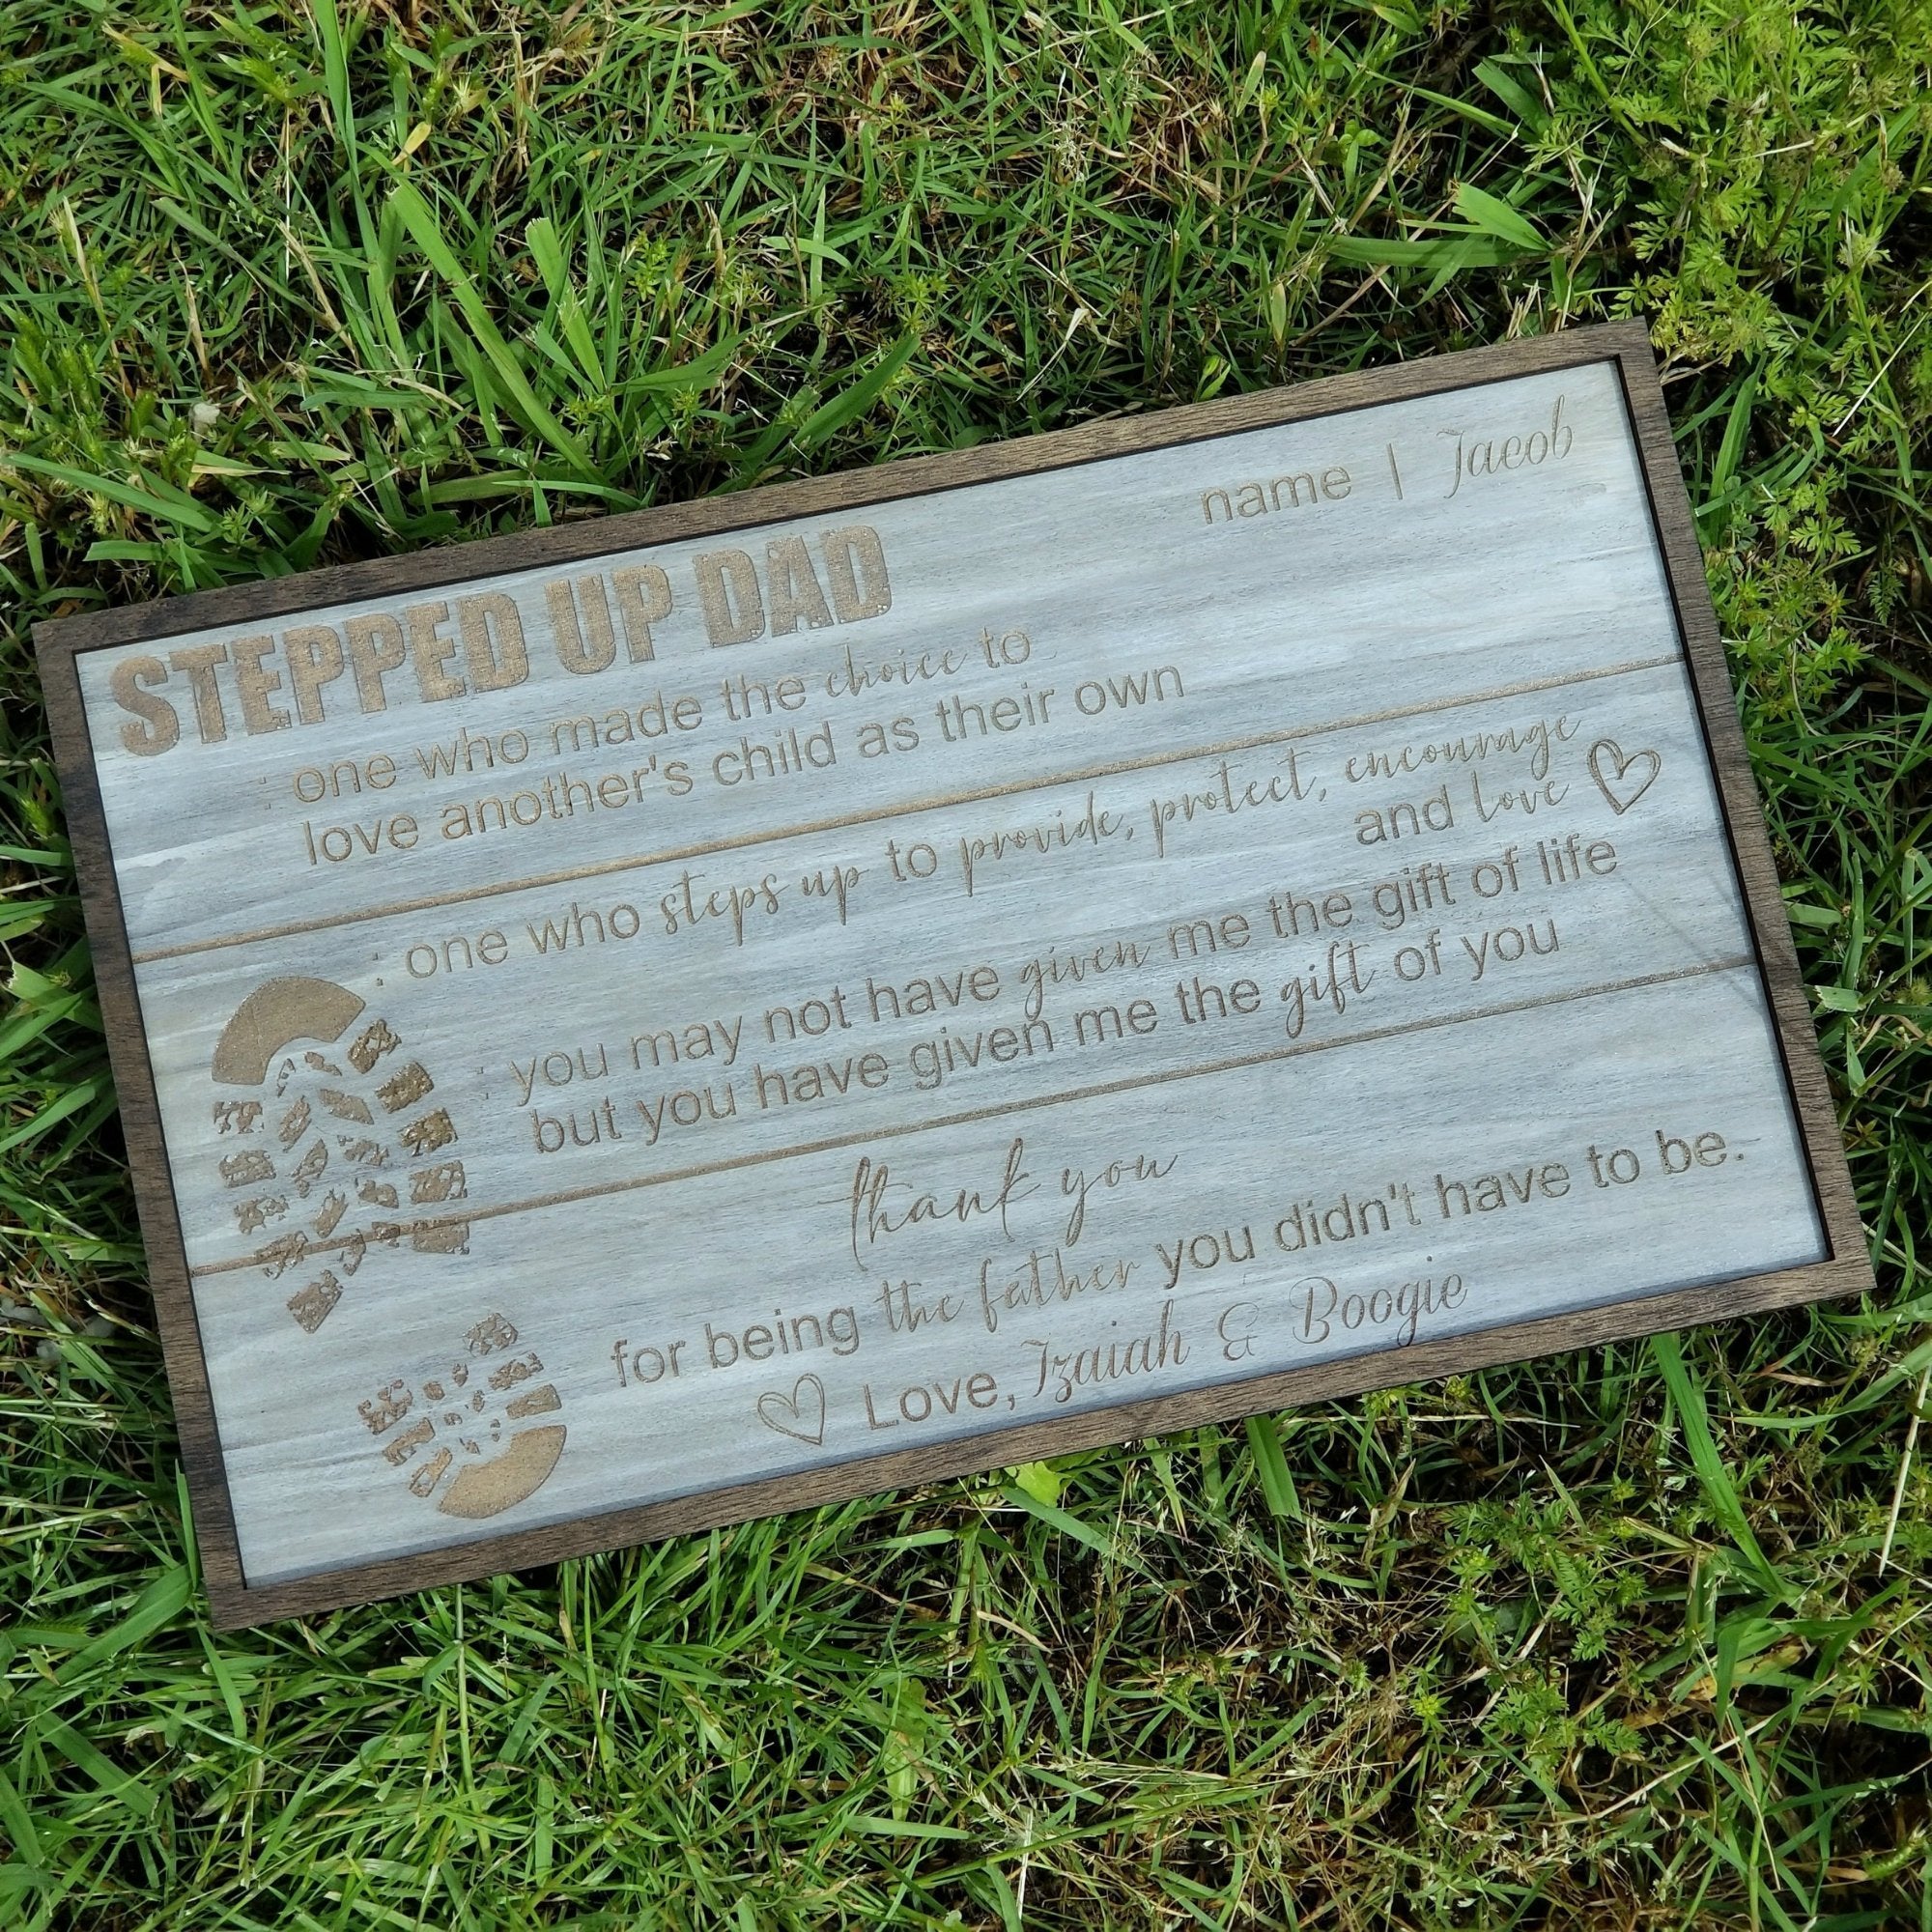 name | Jacob
STEPPED UP DAD
: one who made the choice to
love another's child as their own
: one who steps up to provide, protect, encourage
and love
: you may not have given me the gift of life
but you have given me the gift of you
thank you
for being the father you didn't have to be.
Love, Izaiah & Boogie